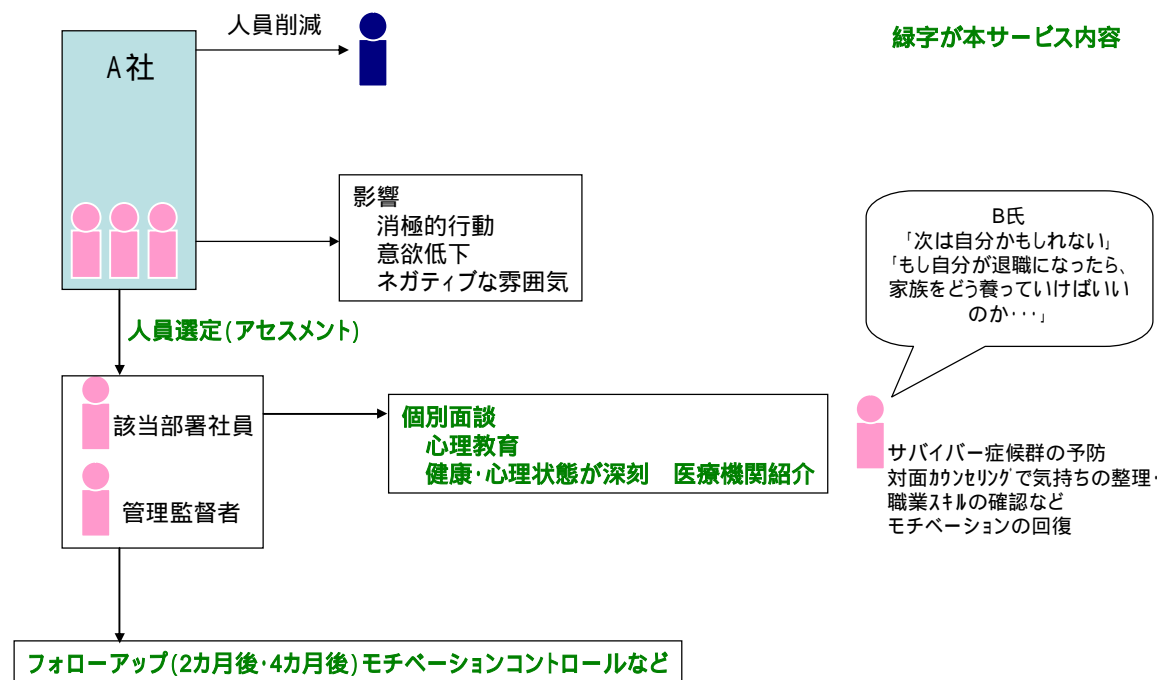 人員削減
緑字が本サービス内容
A社
影響
消極的行動
意欲低下
ネガティブな雰囲気
B氏
「次は自分かもしれない」
「もし自分が退職になったら、
家族をどう養っていけばいい
のか･･･」
人員選定(アセスメント)
該当部署社員
管理監督者
個別面談
心理教育
健康･心理状態が深刻　医療機関紹介
サバイバー症候群の予防
対面ｶｳﾝｾﾘﾝｸﾞで気持ちの整理･
職業ｽｷﾙの確認など
モチベーションの回復
フォローアップ(2カ月後･4カ月後)モチベーションコントロールなど